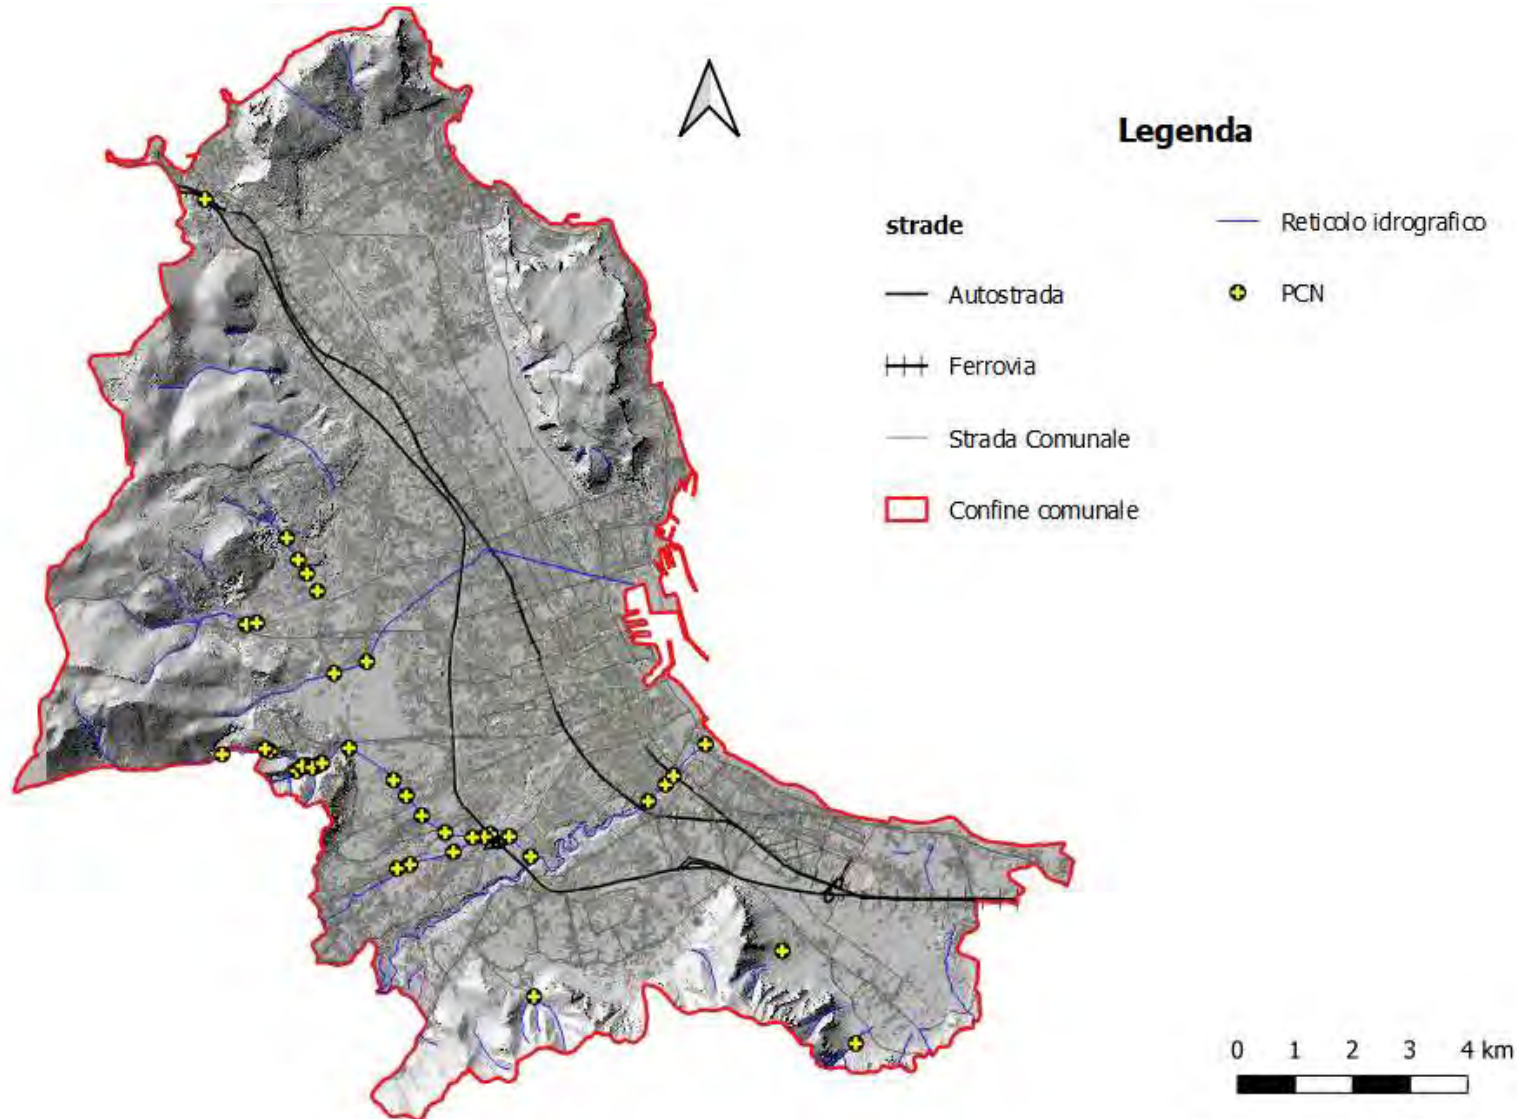 Legenda
strade
Autostrada
Ferrovia
Strada Comunale
Confine comunale
Reticolo idrografico
PCN
0 1 2 3 4 km